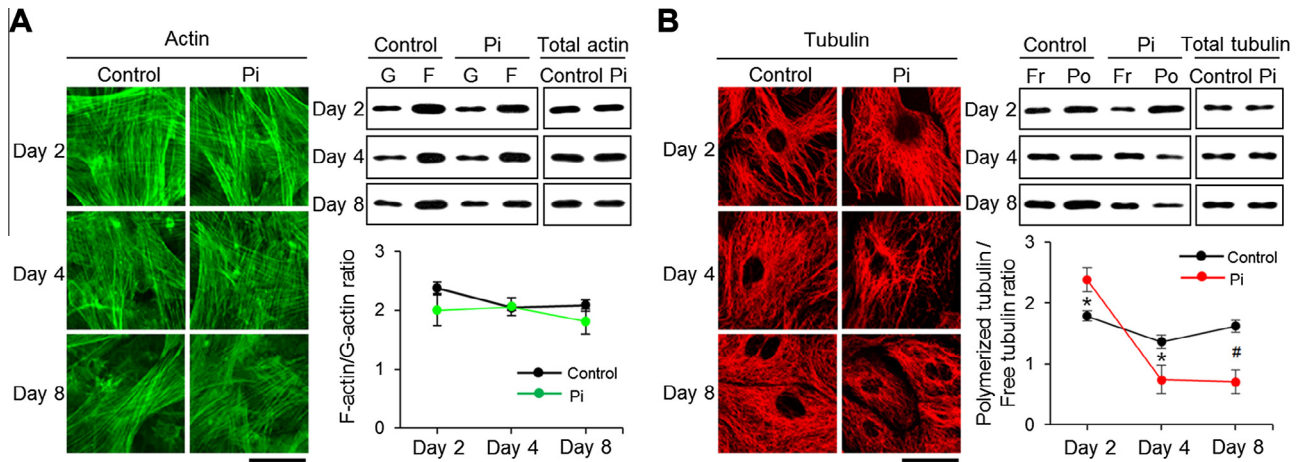 A
Actin
Control Pi
Day 2
Day 4
Day 8
Control Pi Total actin
G F G F Control Pi
Day 2
Day 4
Day 8
F-actin/G-actin ratio
3
2
1
0
Control
Pi
Day 2 Day 4 Day 8
B
Tubulin
Control Pi
Day 2
Day 4
Day 8
Control Pi Total tubulin
Fr Po Fr Po Control Pi
Day 2
Day 4
Day 8
Polymerized tubulin /
Free tubulin ratio
3
2
1
0
Control
Pi
*
*
#
Day 2 Day 4 Day 8